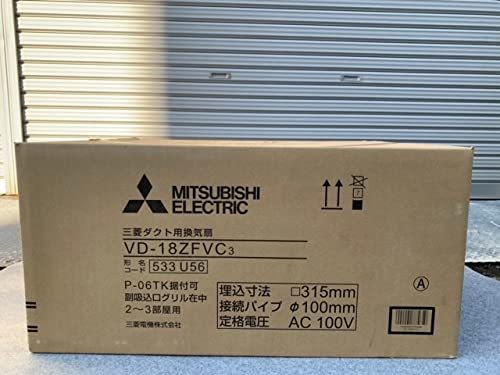 MITSUBISHI
ELECTRIC
三菱ダクト用換気扇
VD-18ZFVC3
形名
コード 533 U56
P-06TK据付可
副吸込口グリル在中
2～3部屋用
三菱電機株式会社
埋込寸法 □315mm
接続パイプ φ100mm
定格電圧 AC 100V
A